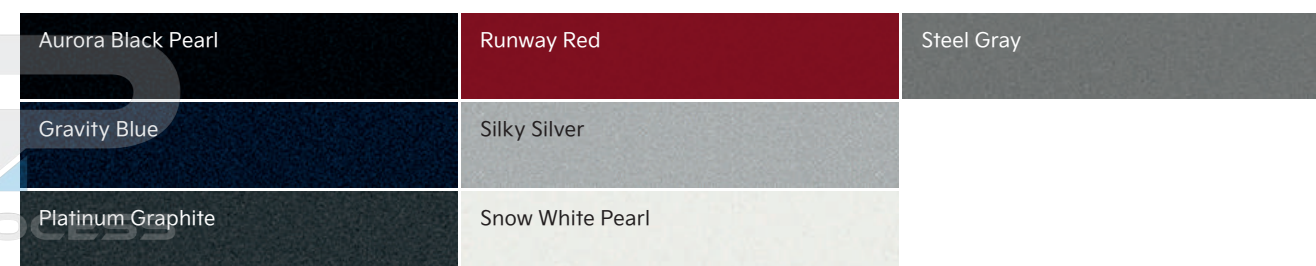 Aurora Black Pearl
Runway Red
Steel Gray
Gravity Blue
Silky Silver
Platinum Graphite
Snow White Pearl